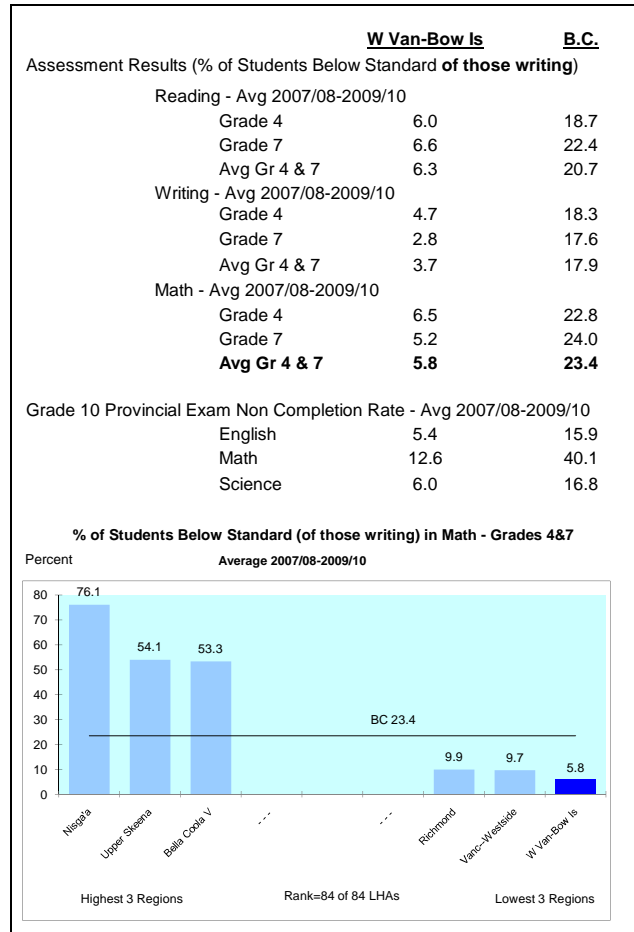 W Van-Bow Is B.C.
Assessment Results (% of Students Below Standard of those writing)
Reading - Avg 2007/08-2009/10
Grade 4 6.0 18.7
Grade 7 6.6 22.4
Avg Gr 4 & 7 6.3 20.7
Writing - Avg 2007/08-2009/10
Grade 4 4.7 18.3
Grade 7 2.8 17.6
Avg Gr 4 & 7 3.7 17.9
Math - Avg 2007/08-2009/10
Grade 4 6.5 22.8
Grade 7 5.2 24.0
Avg Gr 4 & 7 5.8 23.4
Grade 10 Provincial Exam Non Completion Rate - Avg 2007/08-2009/10
English 5.4 15.9
Math 12.6 40.1
Science 6.0 16.8
% of Students Below Standard (of those writing) in Math - Grades 4&7
Percent Average 2007/08-2009/10
80
70
60
50
40
30
20
10
0
76.1
54.1
53.3
BC 23.4
9.9
9.7
5.8
Nisga'a
Upper Skeena
Bella Coola V
- - -
- - -
Richmond
Vanc--Westside
W Van-Bow Is
Highest 3 Regions Rank=84 of 84 LHAs Lowest 3 Regions